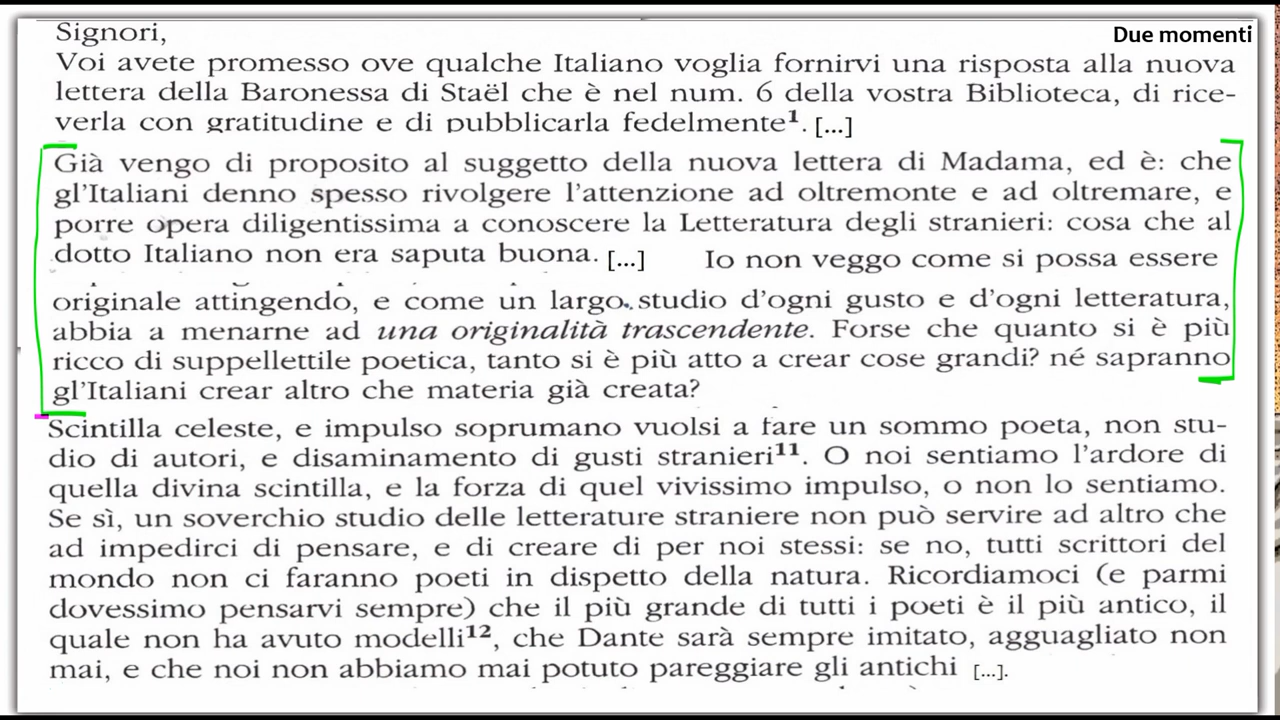 Due momenti
Signori,
Voi avete promesso ove qualche Italiano voglia fornirvi una risposta alla nuova
lettera della Baronessa di Staël che è nel num. 6 della vostra Biblioteca, di rice-
verla con gratitudine e di pubblicarla fedelmente¹. [...]
Già vengo di proposito al suggetto della nuova lettera di Madama, ed è: che
gl'Italiani denno spesso rivolgere l'attenzione ad oltremonte e ad oltremare, e
porre opera diligentissima a conoscere la Letteratura degli stranieri: cosa che al
dotto Italiano non era saputa buona. [...] Io non veggo come si possa essere
originale attingendo, e come un largo studio d'ogni gusto e d'ogni letteratura,
abbia a menarne ad una originalità trascendente. Forse che quanto si è più
ricco di suppellettile poetica, tanto si è più atto a crear cose grandi? né sapranno
gl'Italiani crear altro che materia già creata?
Scintilla celeste, e impulso soprumano vuolsi a fare un sommo poeta, non stu-
dio di autori, e disaminamento di gusti stranieri¹¹. O noi sentiamo l'ardore di
quella divina scintilla, e la forza di quel vivissimo impulso, o non lo sentiamo.
Se sì, un soverchio studio delle letterature straniere non può servire ad altro che
ad impedirci di pensare, e di creare di per noi stessi: se no, tutti scrittori del
mondo non ci faranno poeti in dispetto della natura. Ricordiamoci (e parmi
dovessimo pensarvi sempre) che il più grande di tutti i poeti è il più antico, il
quale non ha avuto modelli¹², che Dante sarà sempre imitato, agguagliato non
mai, e che noi non abbiamo mai potuto pareggiare gli antichi [...].